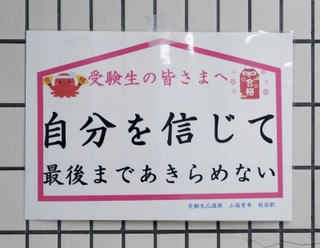 受験生の皆さまへ
合格
自分を信じて
最後まであきらめない
受験生応援隊 山陽電車 板宿駅